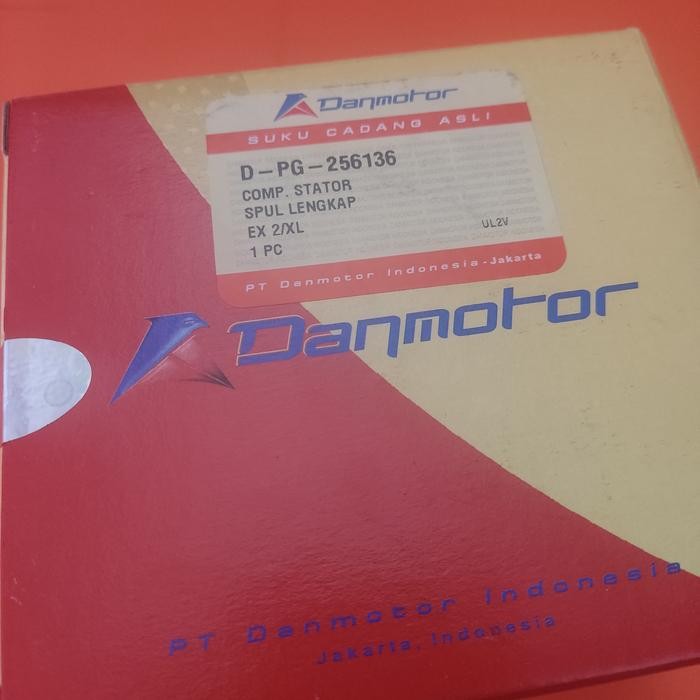 Danmotor
SUKU CADANG ASLI
D-PG-256136
COMP. STATOR
SPUL LENGKAP
EX 2/XL
1 PC
UL2V
PT Danmotor Indonesia-Jakarta
Danmotor
PT Danmotor Indonesia
Jakarta, Indonesia